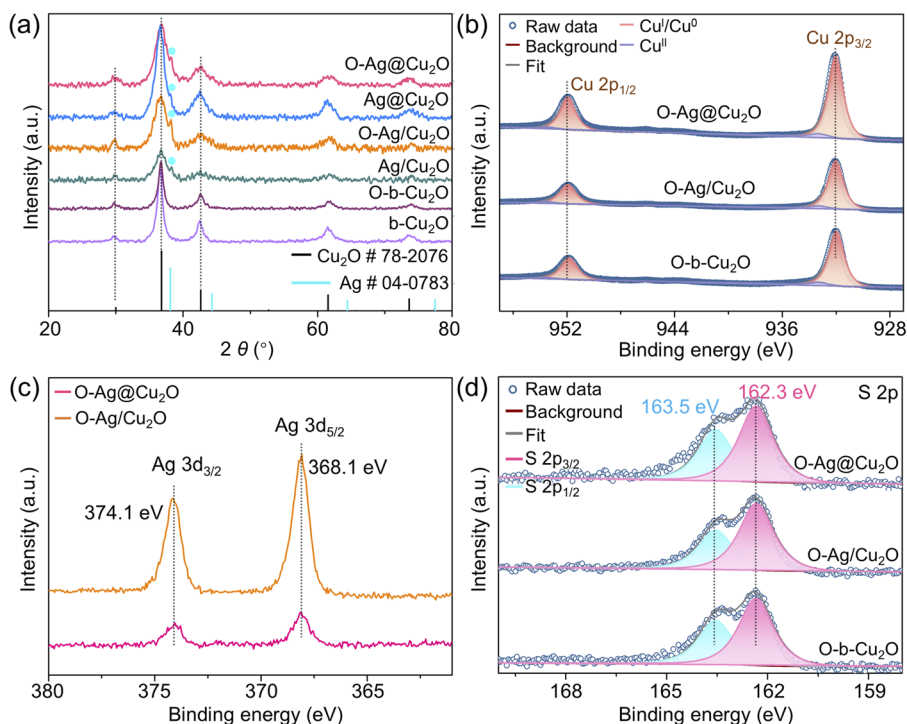 (a)
O-Ag@Cu₂O
Ag@Cu₂O
O-Ag/Cu₂O
Ag/Cu₂O
O-b-Cu₂O
b-Cu₂O
Cu₂O # 78-2076
Ag # 04-0783
Intensity (a.u.)
20 40 60 80
2 θ (°)
(b)
Raw data
Background
Fit
Cuᴵ/Cu⁰
Cuᴵᴵ
Cu 2p₃/₂
Cu 2p₁/₂
O-Ag@Cu₂O
O-Ag/Cu₂O
O-b-Cu₂O
Intensity (a.u.)
952 944 936 928
Binding energy (eV)
(c)
O-Ag@Cu₂O
O-Ag/Cu₂O
Ag 3d₅/₂
368.1 eV
Ag 3d₃/₂
374.1 eV
Intensity (a.u.)
380 375 370 365
Binding energy (eV)
(d)
Raw data
Background
Fit
S 2p₃/₂
S 2p₁/₂
163.5 eV
162.3 eV
S 2p
O-Ag@Cu₂O
O-Ag/Cu₂O
O-b-Cu₂O
Intensity (a.u.)
168 165 162 159
Binding energy (eV)